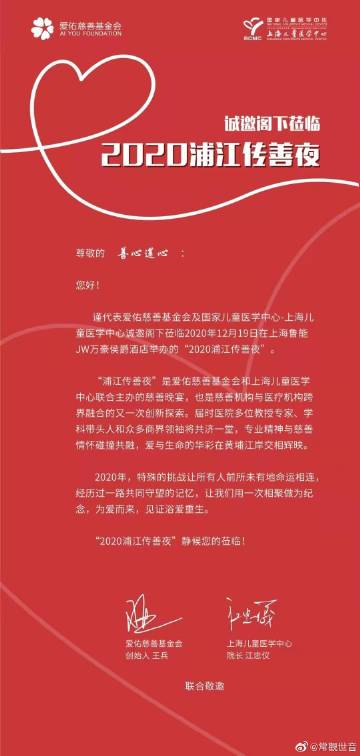 爱佑慈善基金会
AI YOU FOUNDATION
国家儿童医学中心
SCMC
上海儿童医学中心
诚邀阁下莅临
2020浦江传善夜
尊敬的 善心莲心 :
您好!
谨代表爱佑慈善基金会及国家儿童医学中心-上海儿
童医学中心诚邀阁下莅临2020年12月19日在上海鲁能
JW万豪侯爵酒店举办的“2020浦江传善夜”。
“浦江传善夜”是爱佑慈善基金会和上海儿童医学
中心联合主办的慈善晚宴，也是慈善机构与医疗机构跨
界融合的又一次创新探索。届时医院多位教授专家、学
科带头人和众多商界领袖将共济一堂，专业精神与慈善
情怀碰撞共融，爱与生命的华彩在黄埔江岸交相辉映。
2020年，特殊的挑战让所有人前所未有地命运相连，
经历过一路共同守望的记忆，让我们用一次相聚做为纪
念，为爱而来，见证浴爱重生。
“2020浦江传善夜”静候您的莅临!
爱佑慈善基金会
创始人 王兵
江忠仪
上海儿童医学中心
院长 江忠仪
联合敬邀
@常觀世音